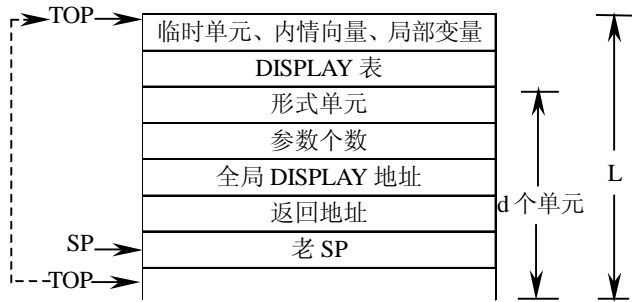 TOP
临时单元、内情向量、局部变量
DISPLAY 表
形式单元
参数个数
全局 DISPLAY 地址
L
返回地址
d 个单元
SP
老 SP
TOP